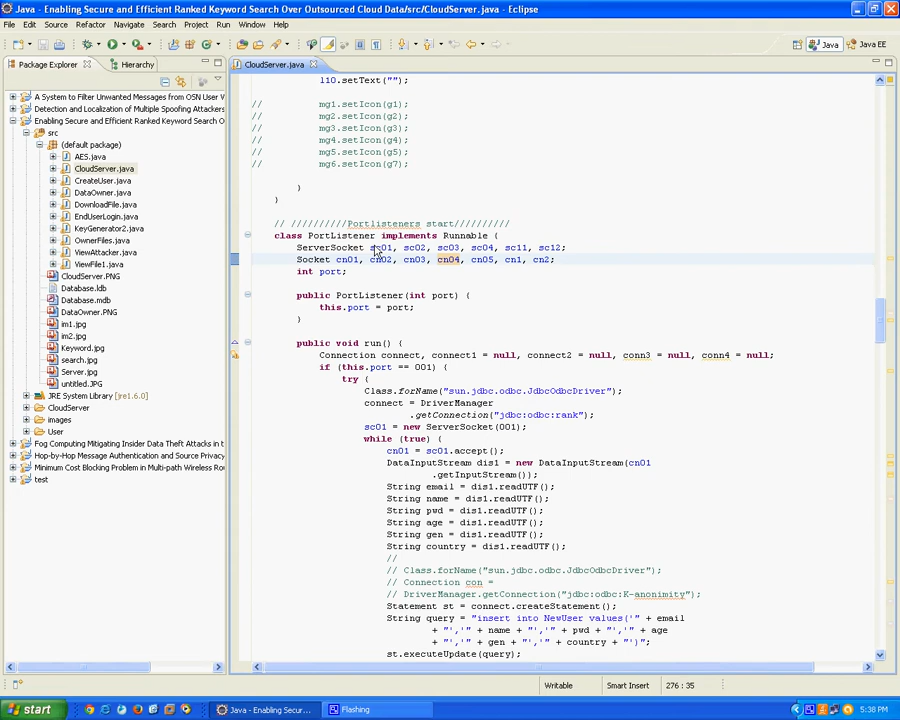 Java - Enabling Secure and Efficient Ranked Keyword Search Over Outsourced Cloud Data/src/CloudServer.java - Eclipse
File Edit Source Refactor Navigate Search Project Run Window Help
Java Java EE
Package Explorer Hierarchy
CloudServer.java
A System to Filter Unwanted Messages from OSN User W
Detection and Localization of Multiple Spoofing Attackers
Enabling Secure and Efficient Ranked Keyword Search O
src
(default package)
AES.java
CloudServer.java
CreateUser.java
DataOwner.java
DownloadFile.java
EndUserLogin.java
KeyGenerator2.java
OwnerFiles.java
ViewAttacker.java
ViewFile1.java
CloudServer.PNG
Database.ldb
Database.mdb
DataOwner.PNG
im1.jpg
im2.jpg
Keyword.jpg
search.jpg
Server.jpg
untitled.JPG
JRE System Library [jre1.6.0]
CloudServer
images
User
Fog Computing Mitigating Insider Data Theft Attacks in t
Hop-by-Hop Message Authentication and Source Privacy
Minimum Cost Blocking Problem in Multi-path Wireless Ro
test
l10.setText("");
// mg1.setIcon(g1);
// mg2.setIcon(g2);
// mg3.setIcon(g3);
// mg4.setIcon(g4);
// mg5.setIcon(g5);
// mg6.setIcon(g7);
}
}
// //////////Portlisteners start//////////
class PortListener implements Runnable {
ServerSocket sc01, sc02, sc03, sc04, sc11, sc12;
Socket cn01, cn02, cn03, cn04, cn05, cn1, cn2;
int port;
public PortListener(int port) {
this.port = port;
}
public void run() {
Connection connect, connect1 = null, connect2 = null, conn3 = null, conn4 = null;
if (this.port == 001) {
try {
Class.forName("sun.jdbc.odbc.JdbcOdbcDriver");
connect = DriverManager
.getConnection("jdbc:odbc:rank");
sc01 = new ServerSocket(001);
while (true) {
cn01 = sc01.accept();
DataInputStream dis1 = new DataInputStream(cn01
.getInputStream());
String email = dis1.readUTF();
String name = dis1.readUTF();
String pwd = dis1.readUTF();
String age = dis1.readUTF();
String gen = dis1.readUTF();
String country = dis1.readUTF();
//
// Class.forName("sun.jdbc.odbc.JdbcOdbcDriver");
// Connection con =
// DriverManager.getConnection("jdbc:odbc:K-anonimity");
Statement st = connect.createStatement();
String query = "insert into NewUser values('" + email
+ "','" + name + "','" + pwd + "','" + age
+ "','" + gen + "','" + country + "')";
st.executeUpdate(query);
Writable Smart Insert 276 : 35
start Java - Enabling Secur... Flashing 5:38 PM